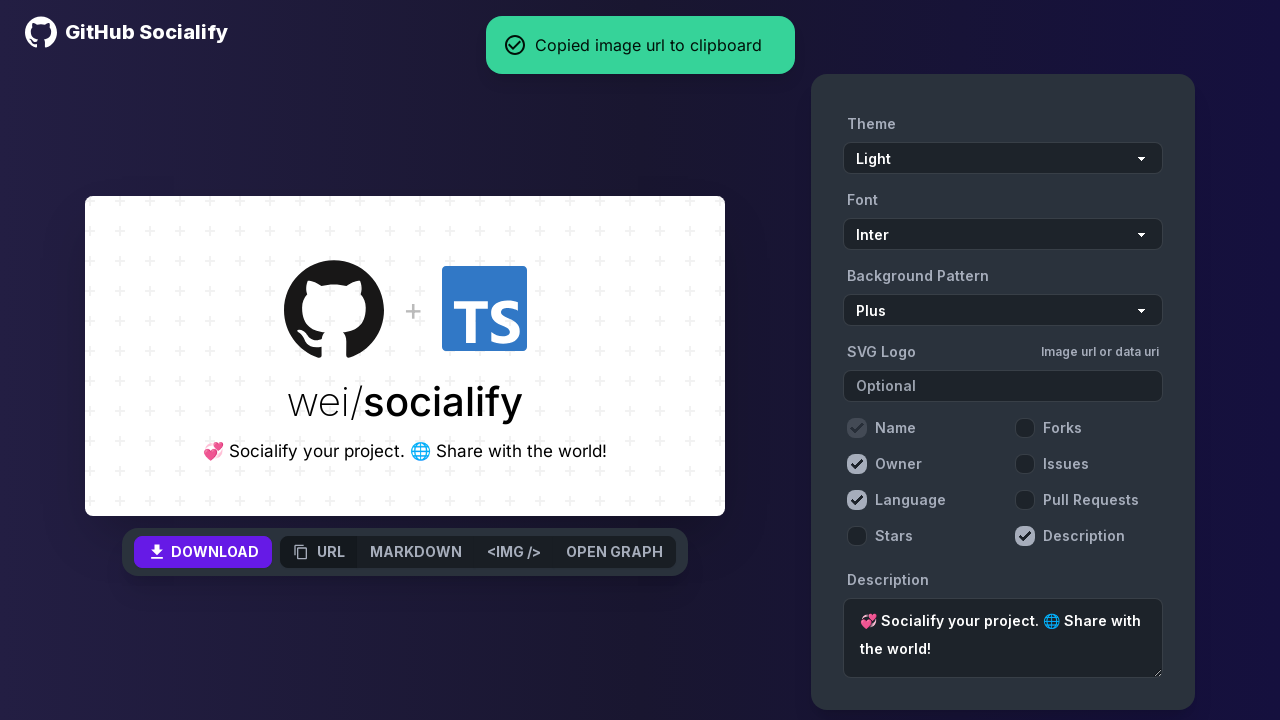 GitHub Socialify
Copied image url to clipboard
+
TS
wei/socialify
💞 Socialify your project. 🌐 Share with the world!
DOWNLOAD
URL
MARKDOWN
<IMG />
OPEN GRAPH
Theme
Light
Font
Inter
Background Pattern
Plus
SVG Logo
Image url or data uri
Optional
Name
Forks
Owner
Issues
Language
Pull Requests
Stars
Description
Description
💞 Socialify your project. 🌐 Share with
the world!